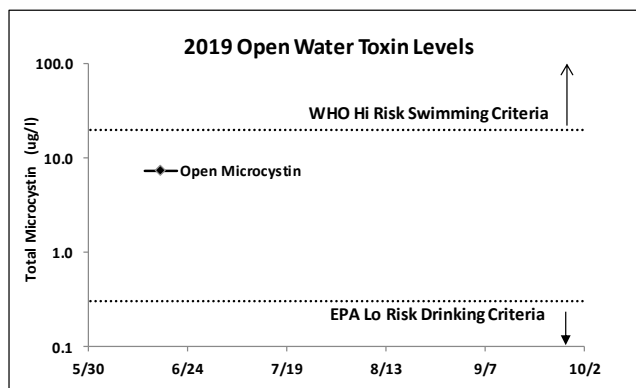 2019 Open Water Toxin Levels
100.0
WHO Hi Risk Swimming Criteria
10.0
Open Microcystin
Total Microcystin (ug/l)
1.0
EPA Lo Risk Drinking Criteria
0.1
5/30 6/24 7/19 8/13 9/7 10/2